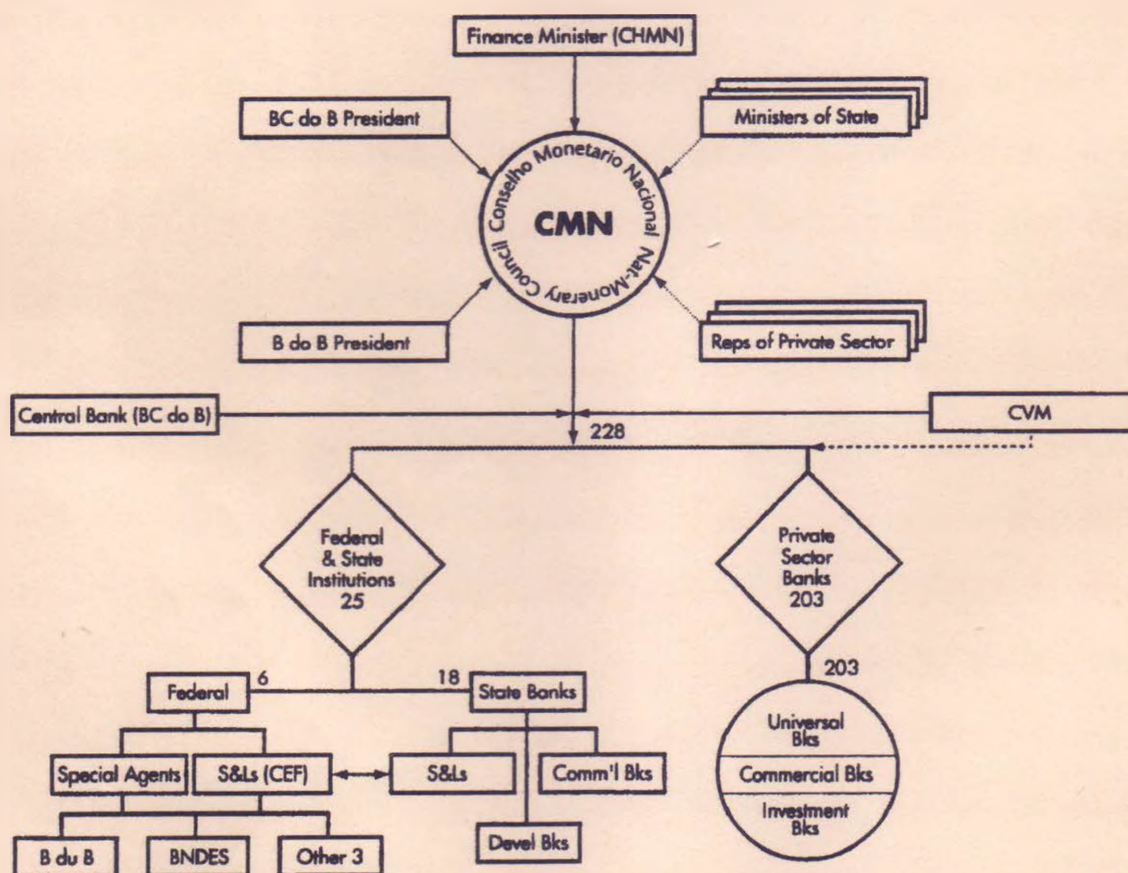 Finance Minister (CHMN)
BC do B President
Ministers of State
Conselho Monetario Nacional
CMN
Nat-Monerary Council
B do B President
Reps of Private Sector
Central Bank (BC do B)
CVM
228
Federal
& State
Institutions
25
Private
Sector
Banks
203
6
18
203
Federal
State Banks
Universal
Bks
Special Agents
S&Ls (CEF)
S&Ls
Comm'l Bks
Commercial Bks
Investment
Bks
B du B
BNDES
Other 3
Devel Bks